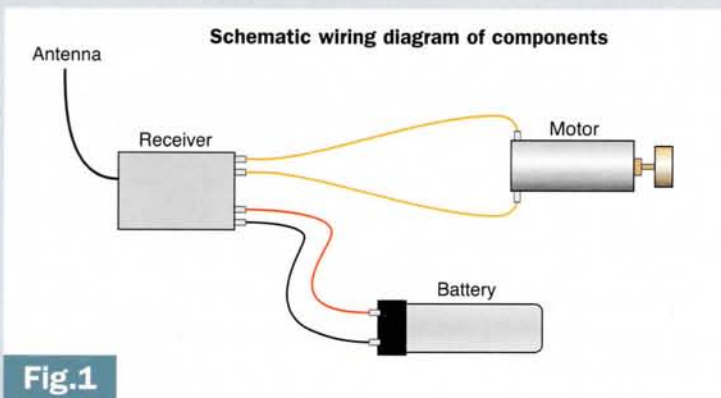 Schematic wiring diagram of components
Antenna
Receiver
Motor
Battery
Fig.1